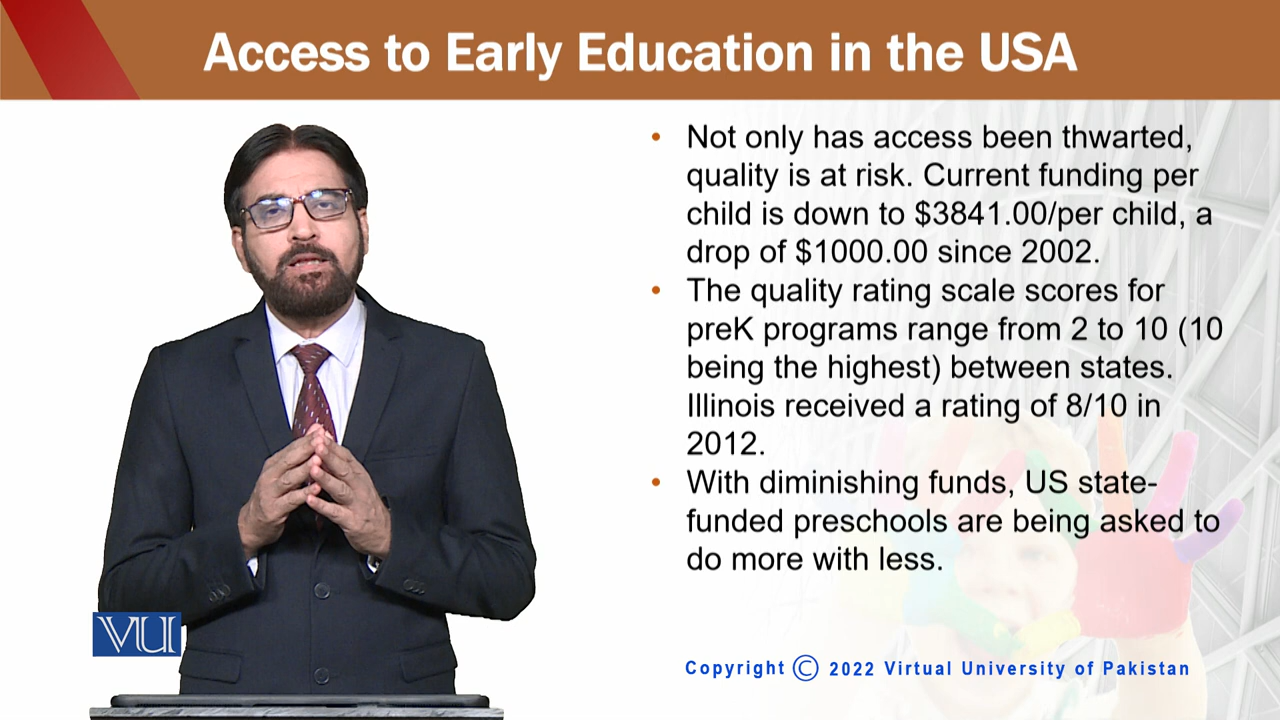 Access to Early Education in the USA
• Not only has access been thwarted,
quality is at risk. Current funding per
child is down to $3841.00/per child, a
drop of $1000.00 since 2002.
• The quality rating scale scores for
preK programs range from 2 to 10 (10
being the highest) between states.
Illinois received a rating of 8/10 in
2012.
• With diminishing funds, US state-
funded preschools are being asked to
do more with less.
VU
Copyright © 2022 Virtual University of Pakistan